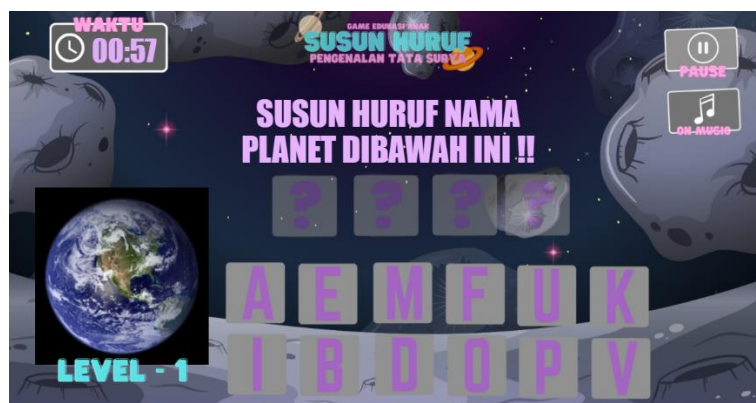 WAKTU
00:57
GAME EDUKASI ANAK
SUSUN HURUF
PENGENALAN TATA SURYA
PAUSE
ON MUSIC
SUSUN HURUF NAMA
PLANET DIBAWAH INI !!
? ? ? ?
A E M F U K
I B D O P V
LEVEL - 1